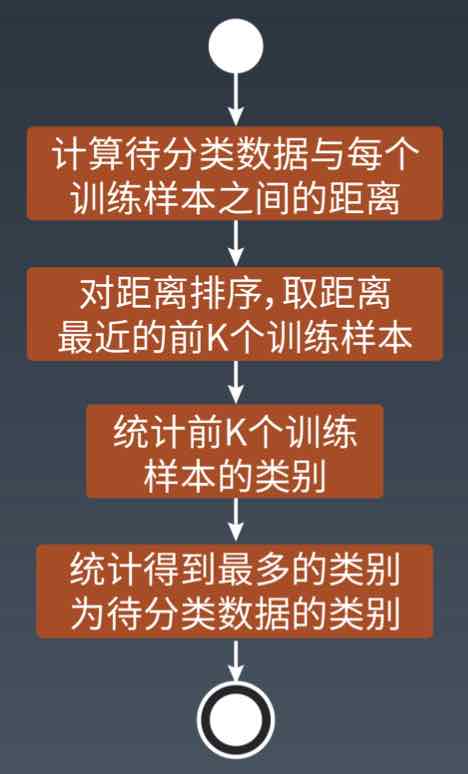 计算待分类数据与每个
训练样本之间的距离
对距离排序,取距离
最近的前K个训练样本
统计前K个训练
样本的类别
统计得到最多的类别
为待分类数据的类别